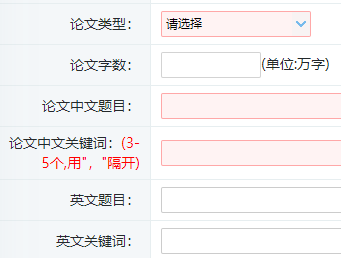 论文类型： 请选择
论文字数： (单位:万字)
论文中文题目：
论文中文关键词：(3-
5个,用"，"隔开)
英文题目：
英文关键词：